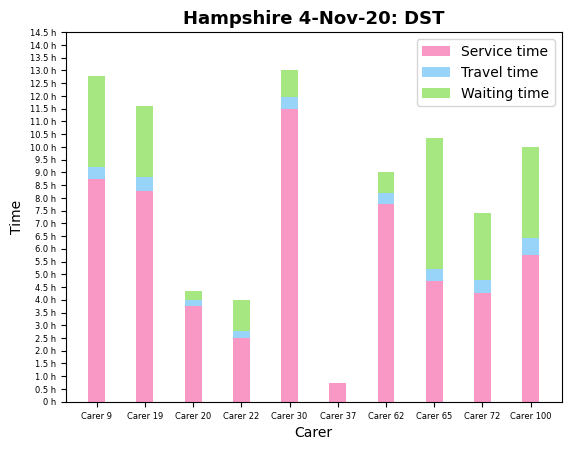 Hampshire 4-Nov-20: DST
Service time
Travel time
Waiting time
Time
14.5 h
14.0 h
13.5 h
13.0 h
12.5 h
12.0 h
11.5 h
11.0 h
10.5 h
10.0 h
9.5 h
9.0 h
8.5 h
8.0 h
7.5 h
7.0 h
6.5 h
6.0 h
5.5 h
5.0 h
4.5 h
4.0 h
3.5 h
3.0 h
2.5 h
2.0 h
1.5 h
1.0 h
0.5 h
0 h
Carer 9 Carer 19 Carer 20 Carer 22 Carer 30 Carer 37 Carer 62 Carer 65 Carer 72 Carer 100
Carer